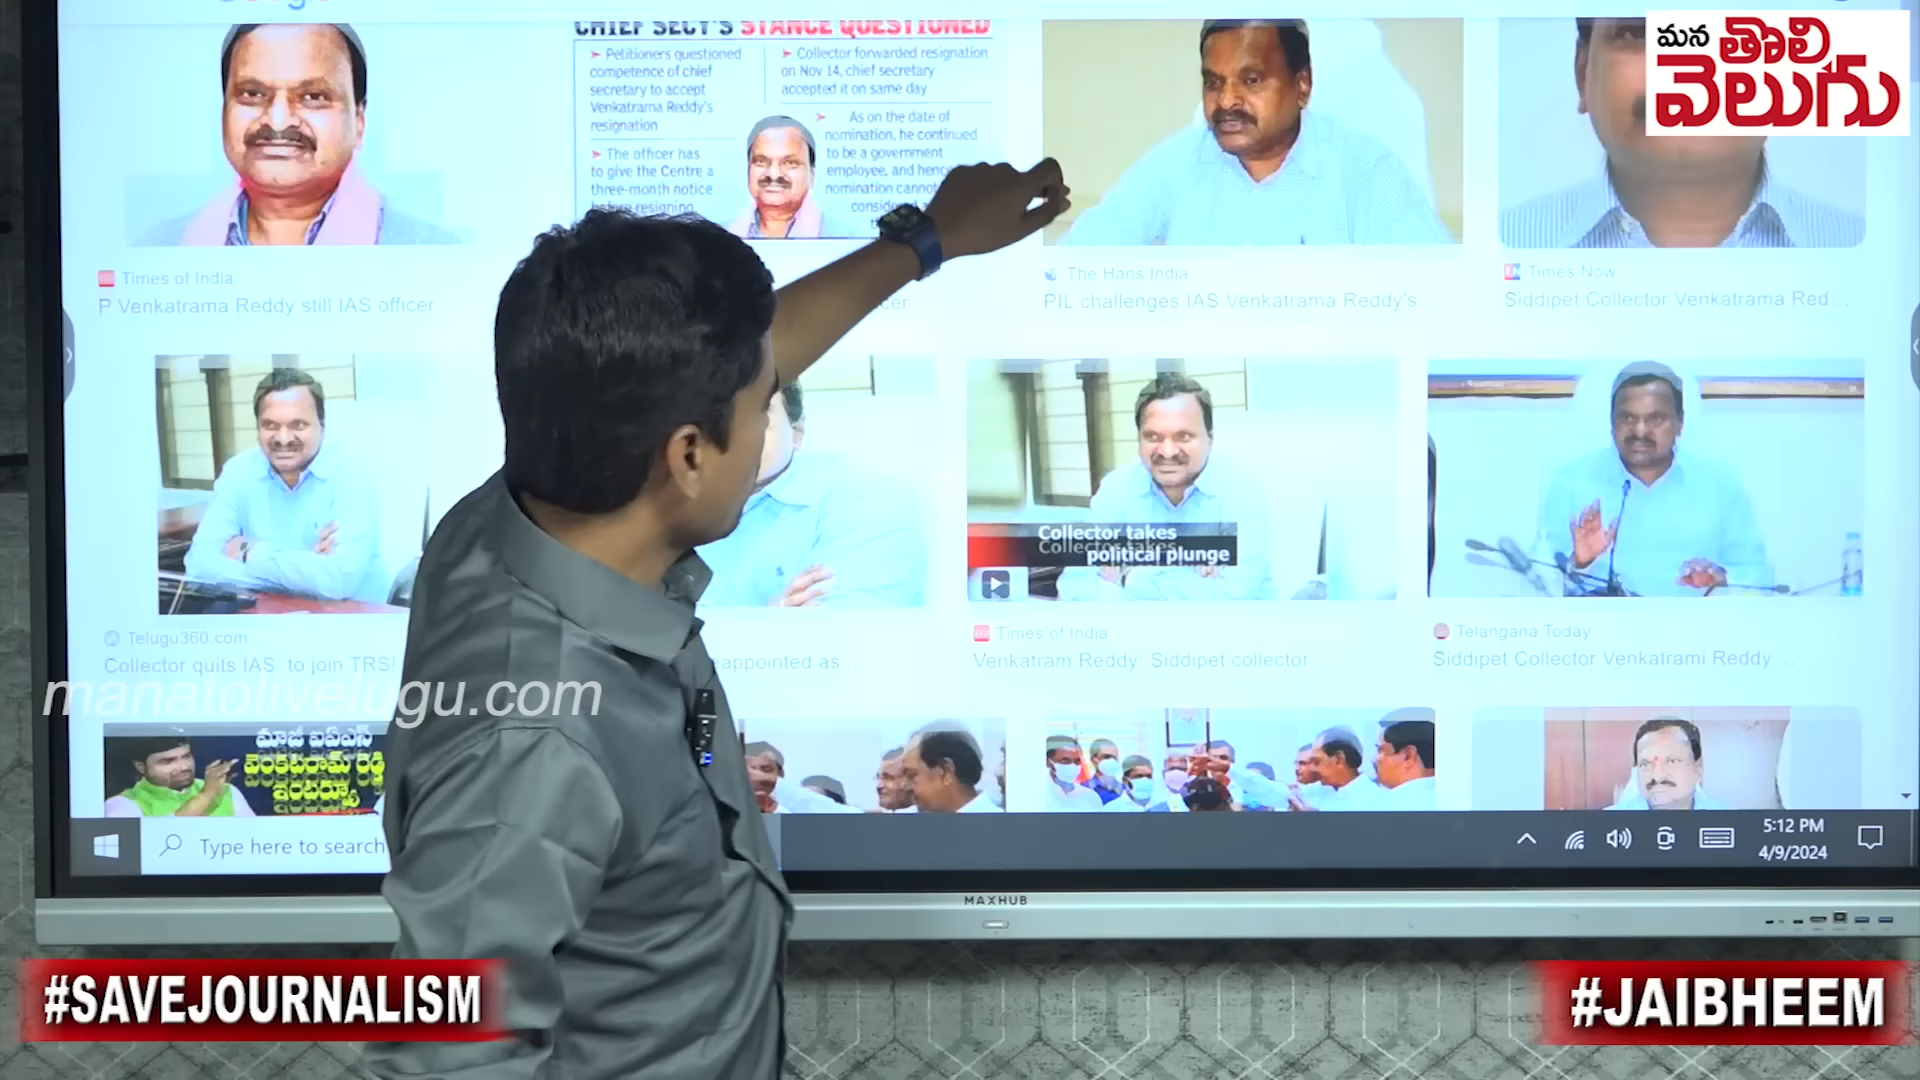 CHIEF SECY'S STANCE QUESTIONED
➤ Petitioners questioned
competence of chief
secretary to accept
Venkatrama Reddy's
resignation
➤ The officer has
to give the Centre a
three-month notice
before resigning.
➤ Collector forwarded resignation
on Nov 14, chief secretary
accepted it on same day
➤ As on the date of
nomination, he continued
to be a government
employee, and hence
nomination cannot
మన తొలి
వెలుగు
Times of India
P Venkatrama Reddy still IAS officer
The Hans India
PIL challenges IAS Venkatrama Reddy's ...
Times Now
Siddipet Collector Venkatrama Red...
Collector takes
political plunge
Telugu360.com
Collector quits IAS to join TRS!
eappointed as ...
Times of India
Venkatram Reddy: Siddipet collector ...
Telangana Today
Siddipet Collector Venkatrami Reddy ...
manatolivelugu.com
మాజీ ఐఏఎస్
వెంకటరామ్ రెడ్డి
ఇంటర్వ్యూ
Type here to search
5:12 PM
4/9/2024
MAXHUB
#SAVEJOURNALISM
#JAIBHEEM